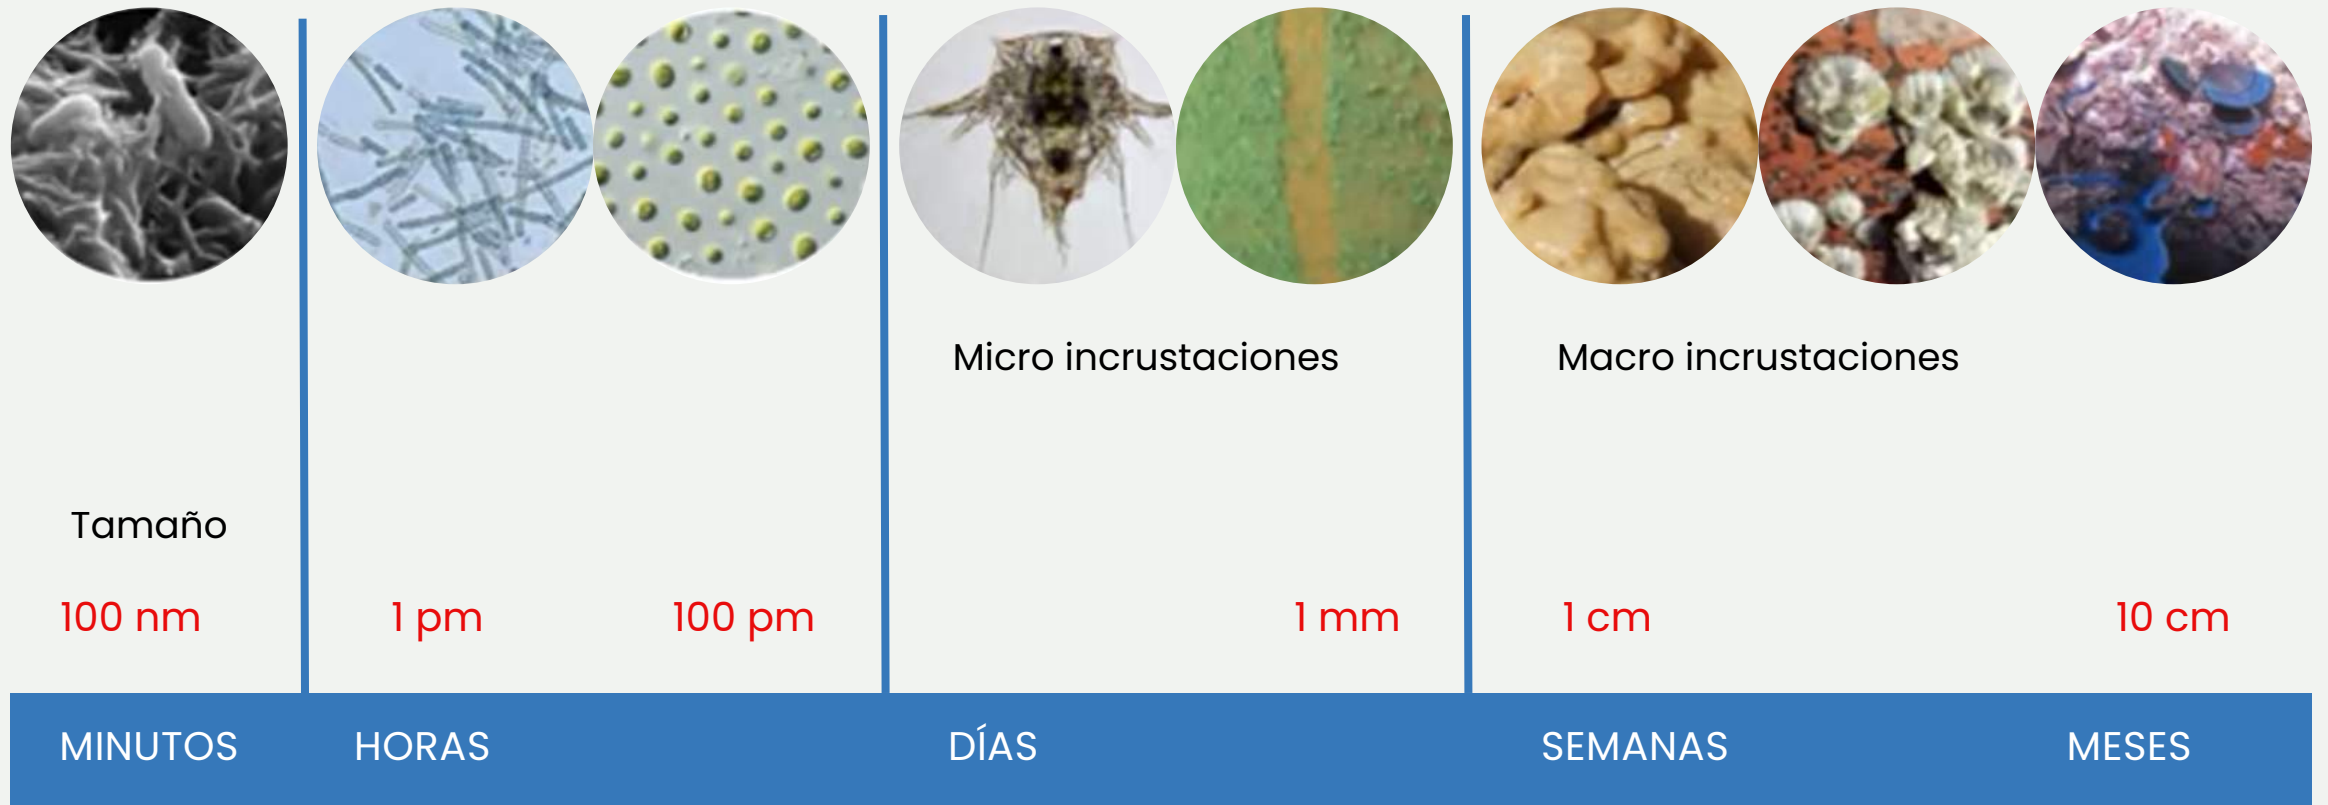 Micro incrustaciones
Macro incrustaciones
Tamaño
100 nm
1 pm
100 pm
1 mm
1 cm
10 cm
MINUTOS
HORAS
DÍAS
SEMANAS
MESES